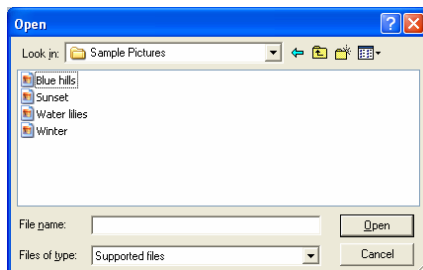 Open
Look in: Sample Pictures
Blue hills
Sunset
Water lilies
Winter
File name: Open
Files of type: Supported files Cancel